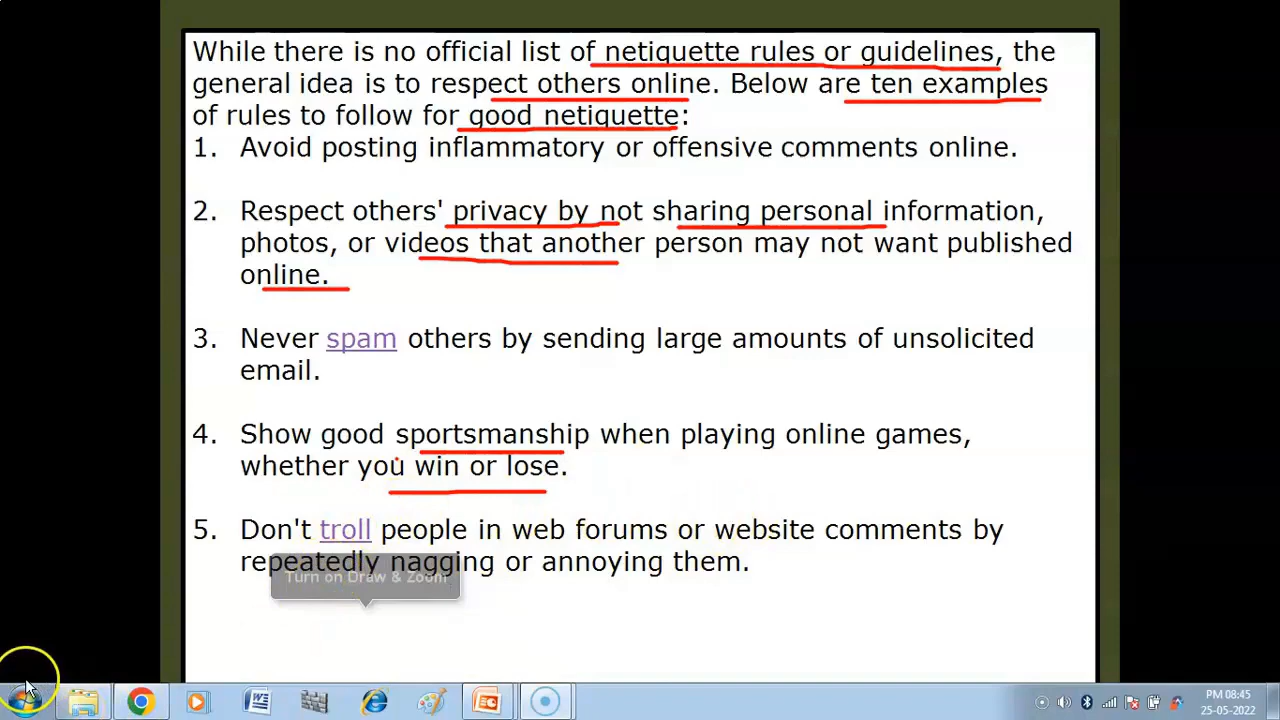 While there is no official list of netiquette rules or guidelines, the
general idea is to respect others online. Below are ten examples
of rules to follow for good netiquette:
1. Avoid posting inflammatory or offensive comments online.
2. Respect others' privacy by not sharing personal information,
photos, or videos that another person may not want published
online.
3. Never spam others by sending large amounts of unsolicited
email.
4. Show good sportsmanship when playing online games,
whether you win or lose.
5. Don't troll people in web forums or website comments by
repeatedly nagging or annoying them.
Turn on Draw & Zoom
PM 08:45
25-05-2022